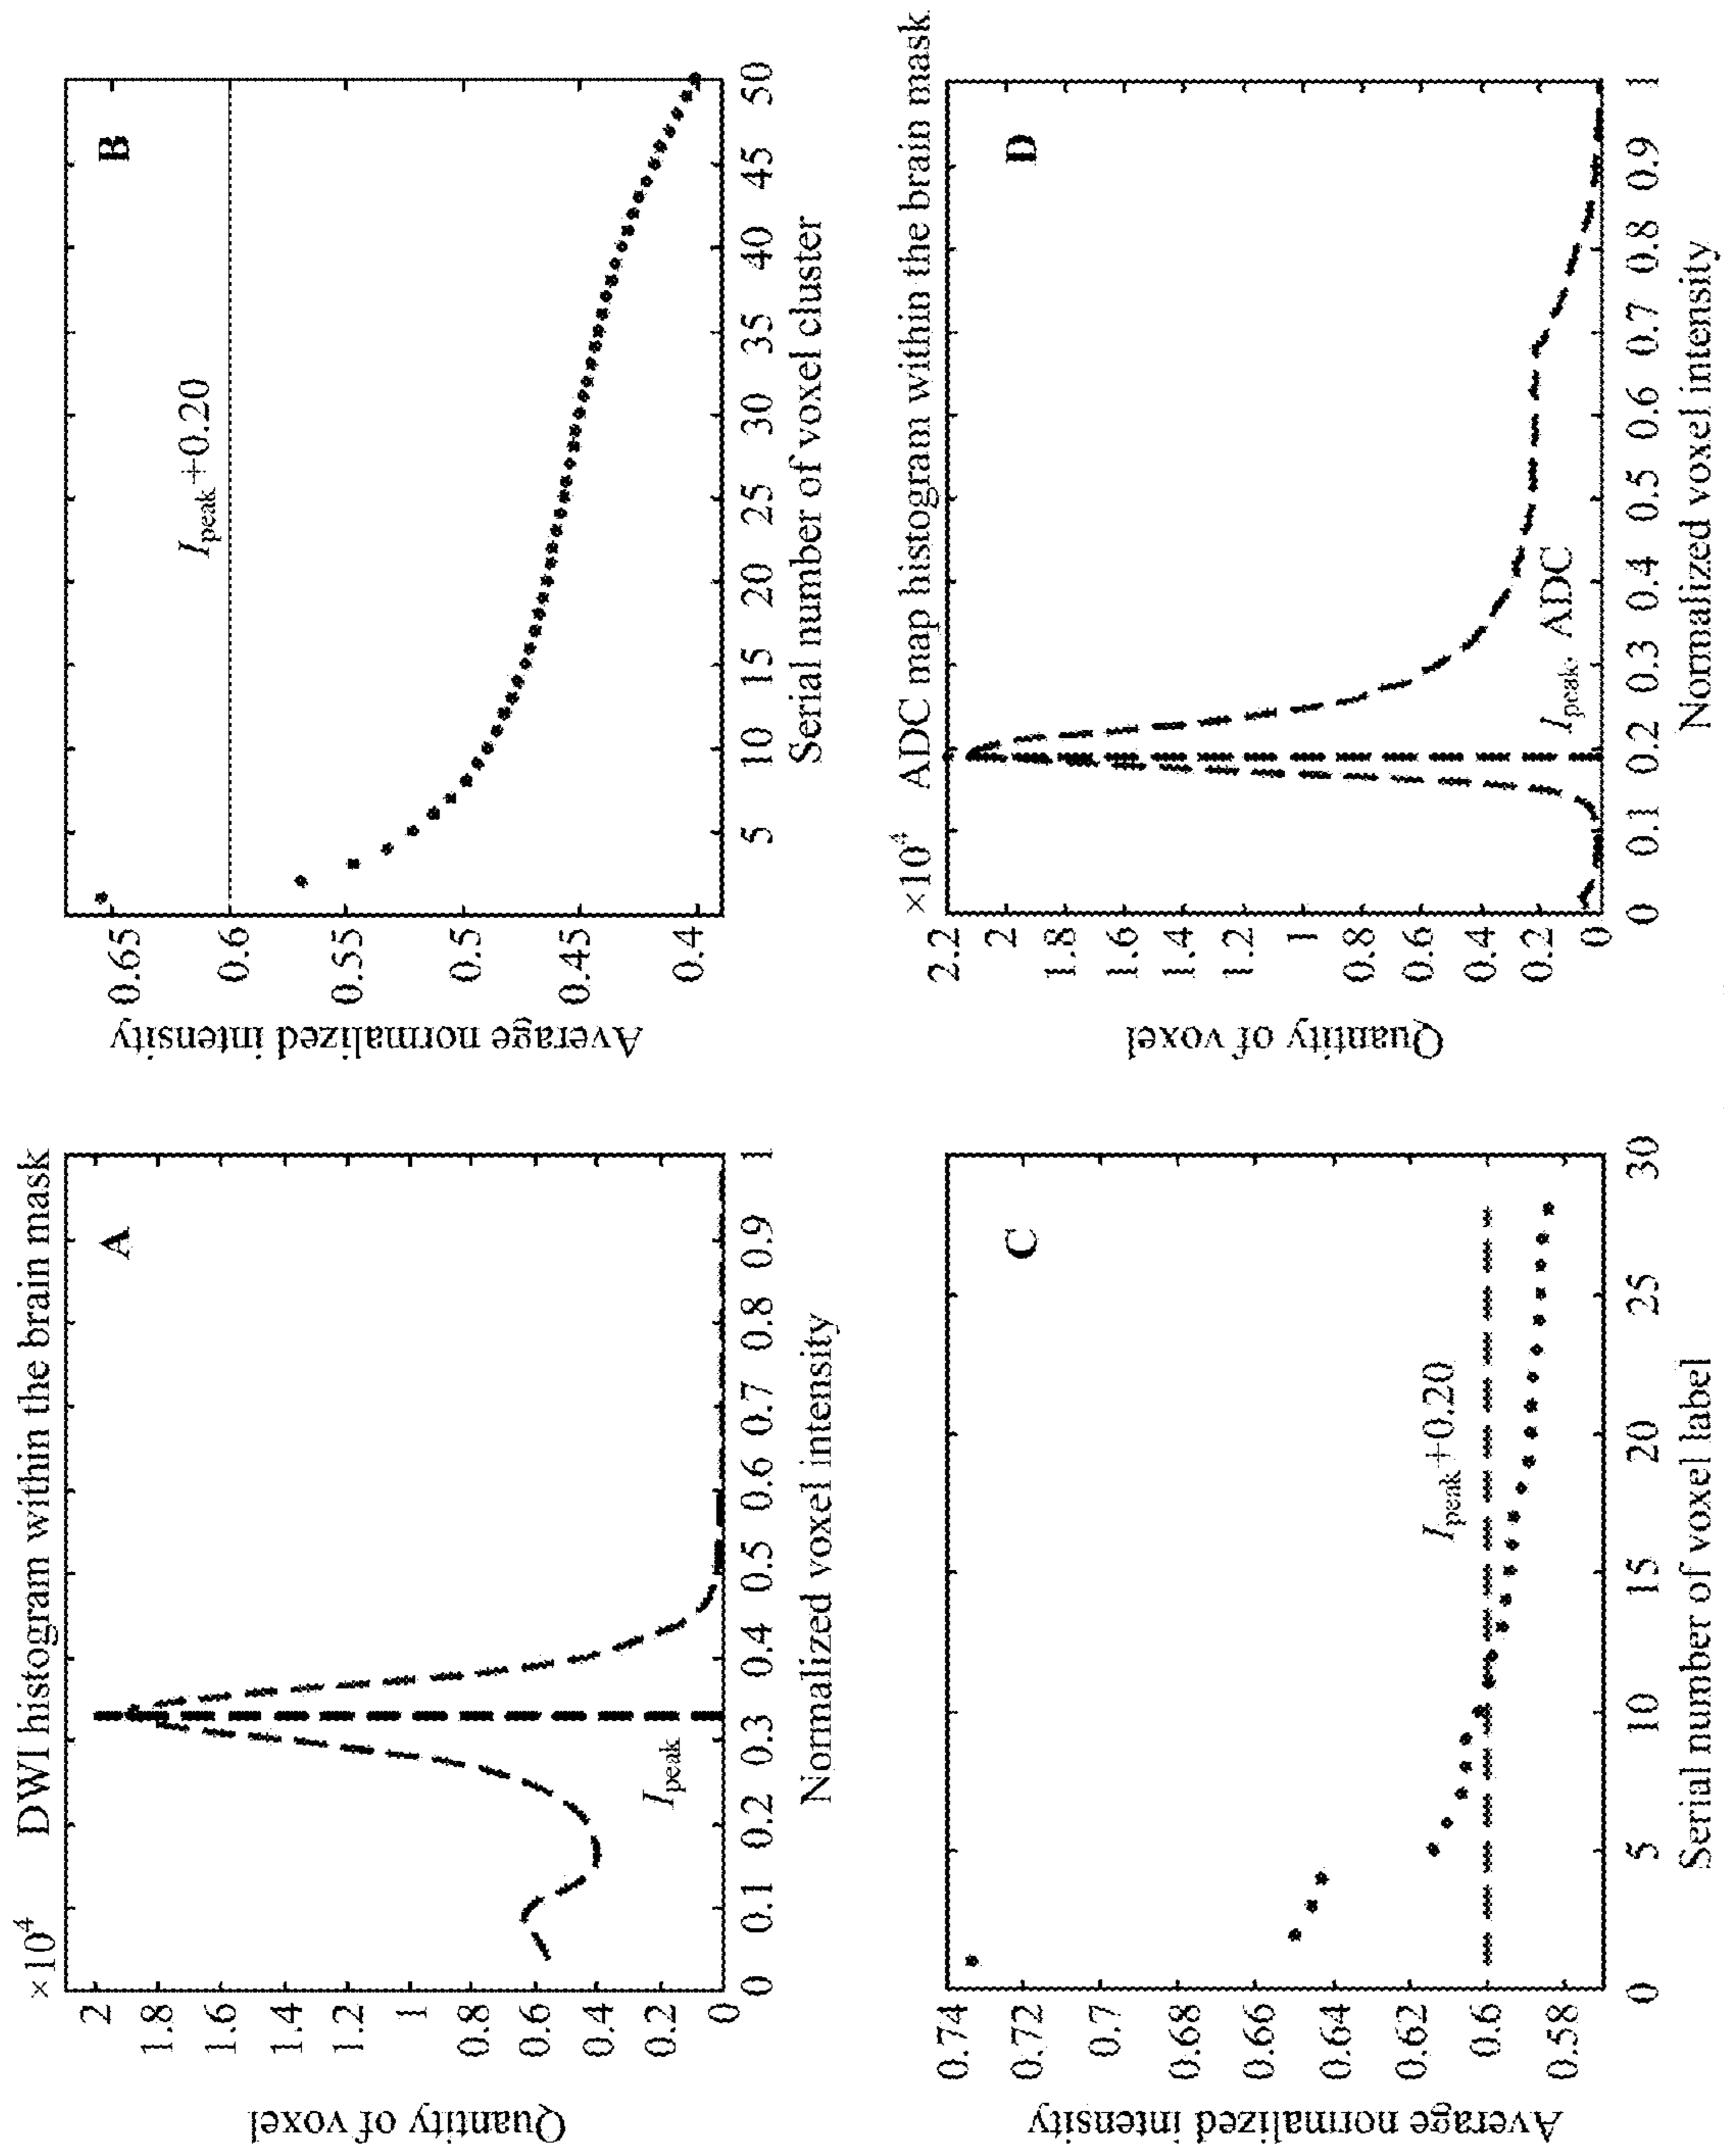 ×10⁴ DWI histogram within the brain mask
A
Quantity of voxel
2
1.8
1.6
1.4
1.2
1
0.8
0.6
0.4
0.2
0
I peak
0 0.1 0.2 0.3 0.4 0.5 0.6 0.7 0.8 0.9 1
Normalized voxel intensity
B
Average normalized intensity
0.65
0.6
0.55
0.5
0.45
0.4
I peak+0.20
5 10 15 20 25 30 35 40 45 50
Serial number of voxel cluster
C
Average normalized intensity
0.74
0.72
0.7
0.68
0.66
0.64
0.62
0.6
0.58
I peak+0.20
0 5 10 15 20 25 30
Serial number of voxel label
×10⁴ ADC map histogram within the brain mask
D
Quantity of voxel
2.2
2
1.8
1.6
1.4
1.2
1
0.8
0.6
0.4
0.2
0
I peak. ADC
0 0.1 0.2 0.3 0.4 0.5 0.6 0.7 0.8 0.9 1
Normalized voxel intensity